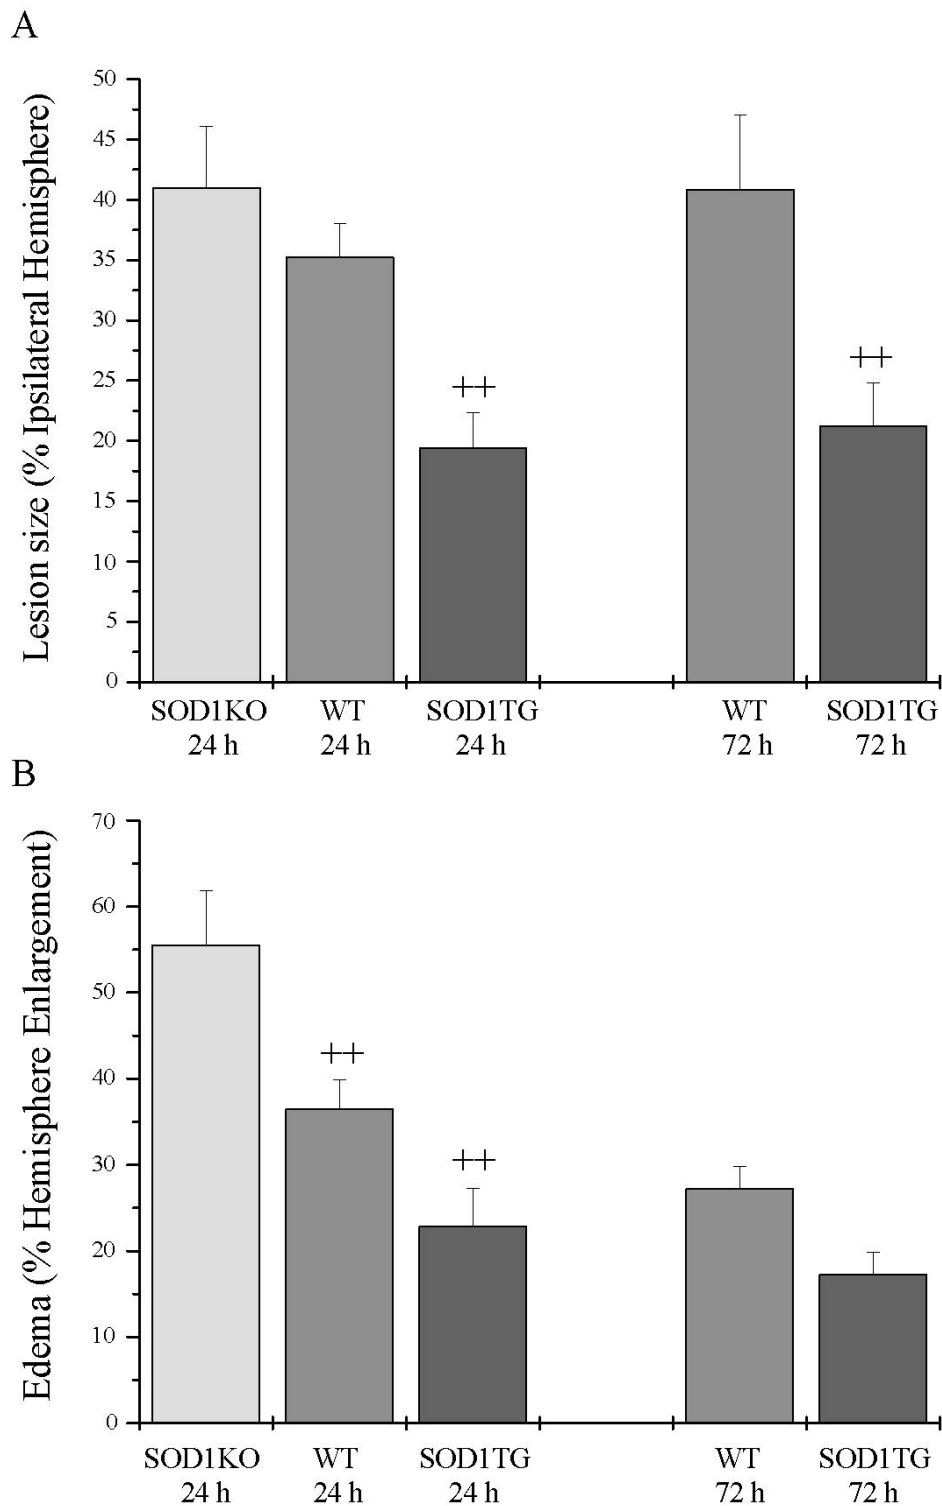 A
Lesion size (% Ipsilateral Hemisphere)
50
45
40
35
30
25
20
15
10
5
0
++
++
SOD1KO WT SOD1TG WT SOD1TG
24 h 24 h 24 h 72 h 72 h
B
Edema (% Hemisphere Enlargement)
70
60
50
40
30
20
10
0
++
++
SOD1KO WT SOD1TG WT SOD1TG
24 h 24 h 24 h 72 h 72 h